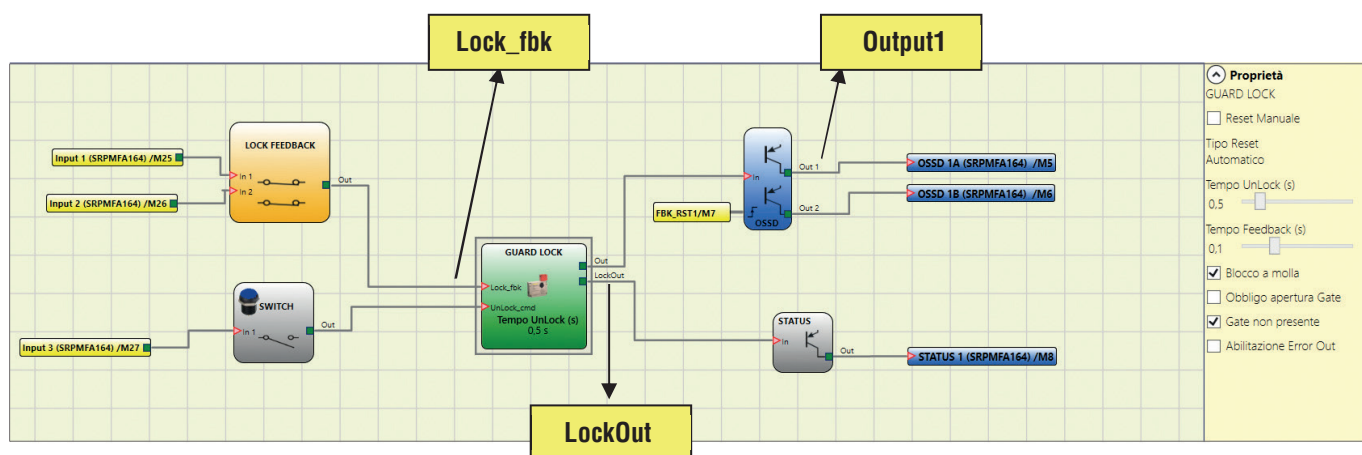 Lock_fbk
Output1
LOCK FEEDBACK
Input 1 (SRPMFA164) /M25
In 1
Out
Input 2 (SRPMFA164) /M26
In 2
SWITCH
In 1
Out
Input 3 (SRPMFA164) /M27
GUARD LOCK
Out
LockOut
Lock_fbk
UnLock_cmd
Tempo UnLock (s)
0,5 s
In
Out 1
Out 2
OSSD
FBK_RST1/M7
OSSD 1A (SRPMFA164) /M5
OSSD 1B (SRPMFA164) /M6
STATUS
In
Out
STATUS 1 (SRPMFA164) /M8
LockOut
Proprietà
GUARD LOCK
Reset Manuale
Tipo Reset
Automatico
Tempo UnLock (s)
0,5
Tempo Feedback (s)
0,1
Blocco a molla
Obbligo apertura Gate
Gate non presente
Abilitazione Error Out